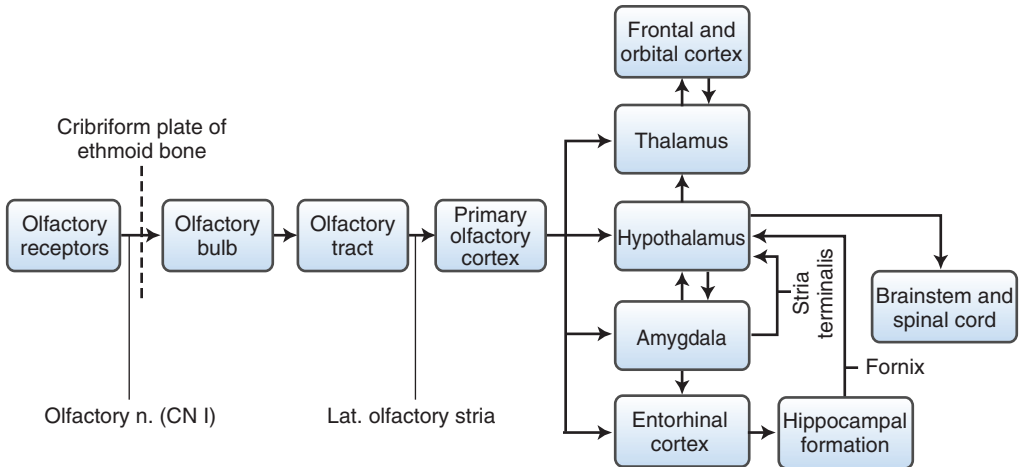 Frontal and
orbital cortex
Cribriform plate of
ethmoid bone
Thalamus
Olfactory
receptors
Olfactory
bulb
Olfactory
tract
Primary
olfactory
cortex
Hypothalamus
Stria
terminalis
Brainstem and
spinal cord
Amygdala
Fornix
Olfactory n. (CN I)
Lat. olfactory stria
Entorhinal
cortex
Hippocampal
formation